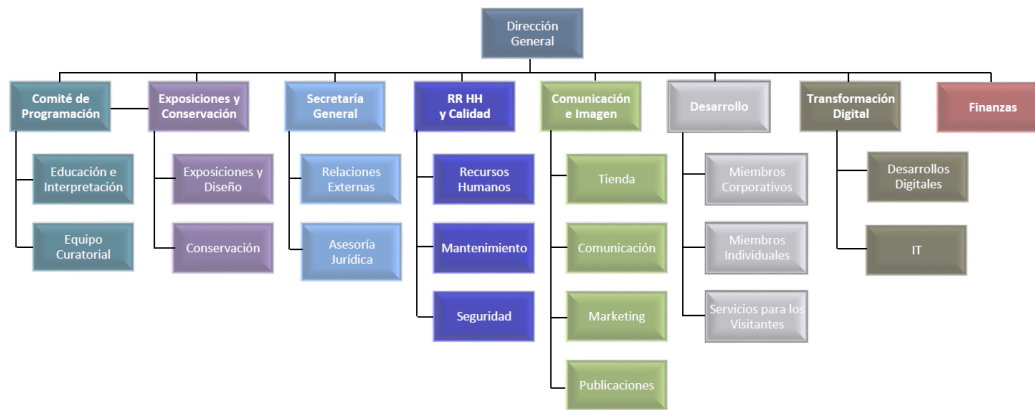 Dirección
General
Comité de
Programación
Exposiciones y
Conservación
Secretaría
General
RR HH
y Calidad
Comunicación
e Imagen
Desarrollo
Transformación
Digital
Finanzas
Educación e
Interpretación
Exposiciones y
Diseño
Relaciones
Externas
Recursos
Humanos
Tienda
Miembros
Corporativos
Desarrollos
Digitales
Equipo
Curatorial
Conservación
Asesoría
Jurídica
Mantenimiento
Comunicación
Miembros
Individuales
IT
Seguridad
Marketing
Servicios para los
Visitantes
Publicaciones